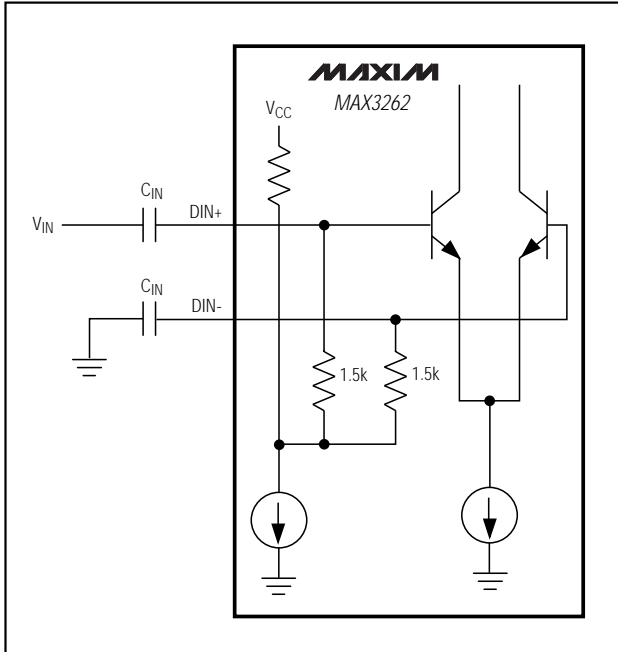 MAXIM
MAX3262
VCC
CIN
DIN+
VIN
CIN
DIN-
1.5k
1.5k